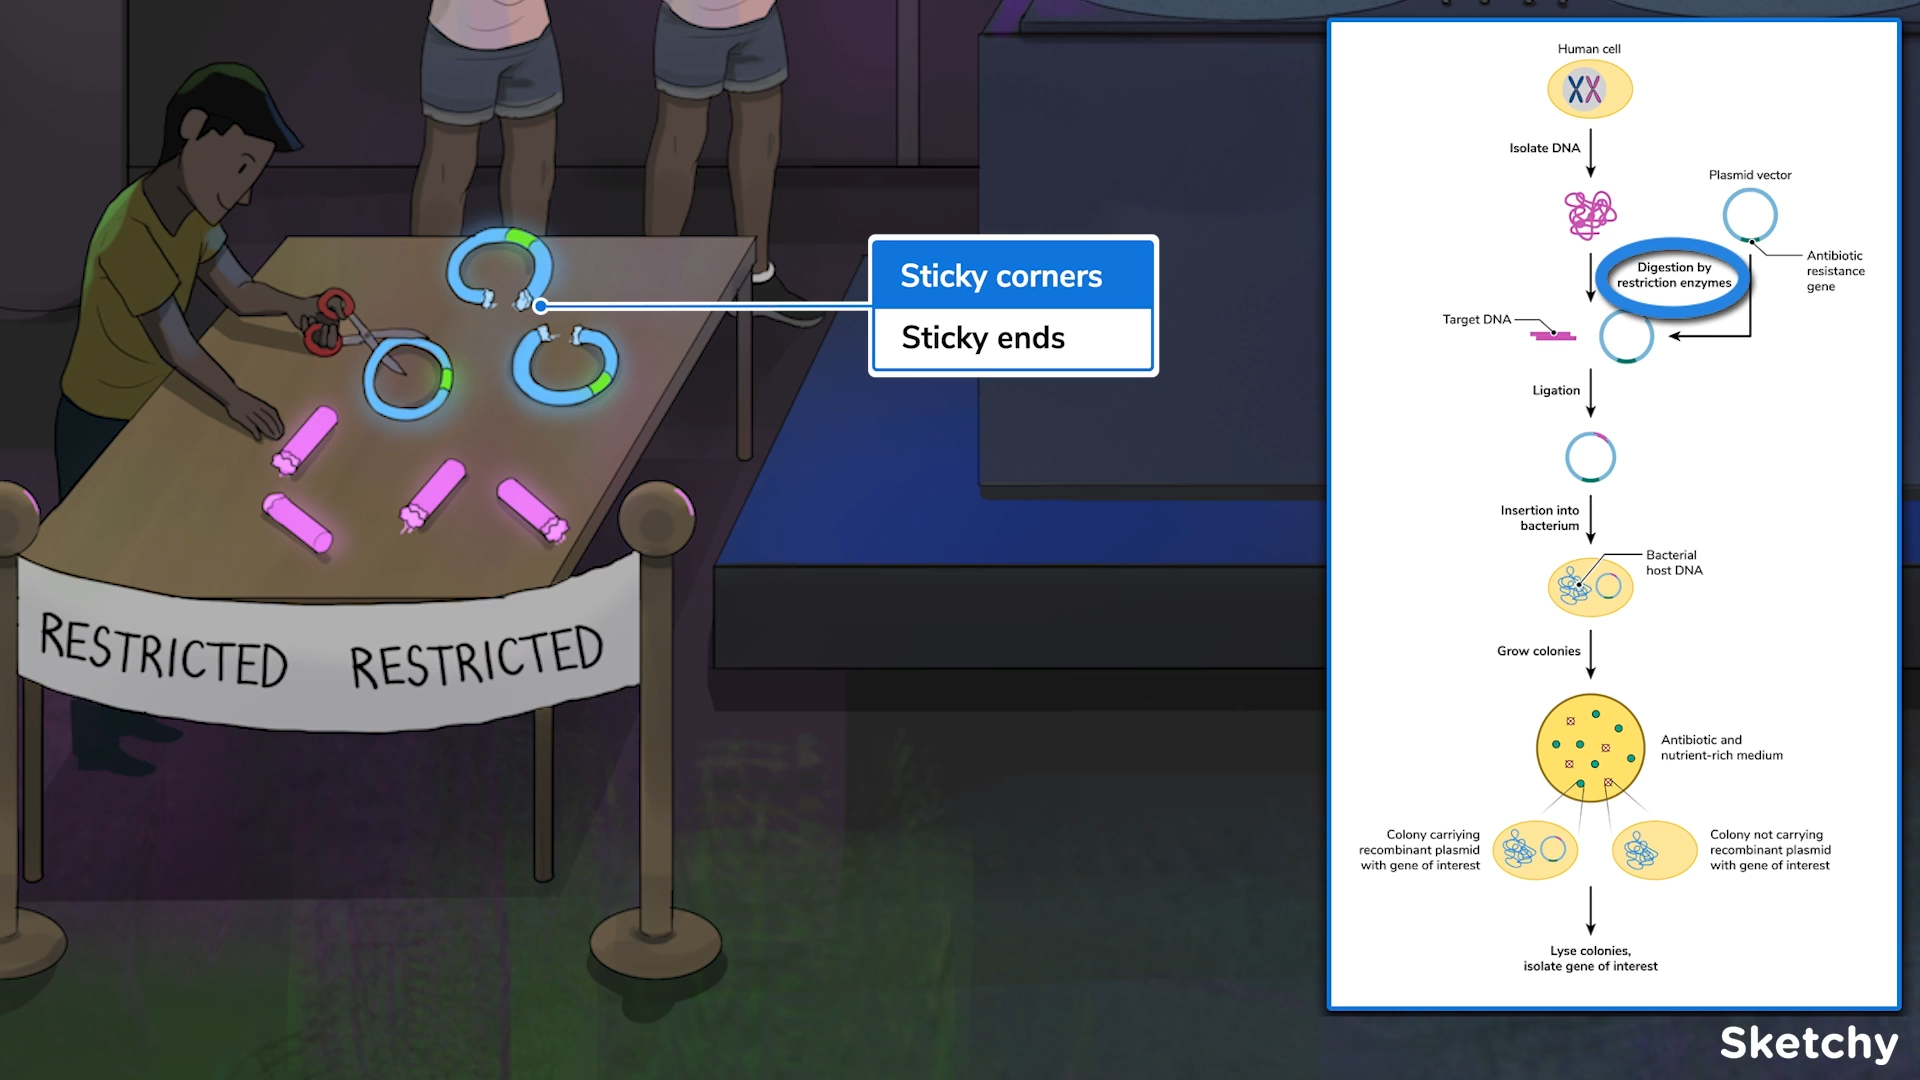 Sticky corners
Sticky ends
RESTRICTED RESTRICTED
Human cell
Isolate DNA
Plasmid vector
Antibiotic
resistance
gene
Digestion by
restriction enzymes
Target DNA
Ligation
Insertion into
bacterium
Bacterial
host DNA
Grow colonies
Antibiotic and
nutrient-rich medium
Colony carriying
recombinant plasmid
with gene of interest
Colony not carrying
recombinant plasmid
with gene of interest
Lyse colonies,
isolate gene of interest
Sketchy